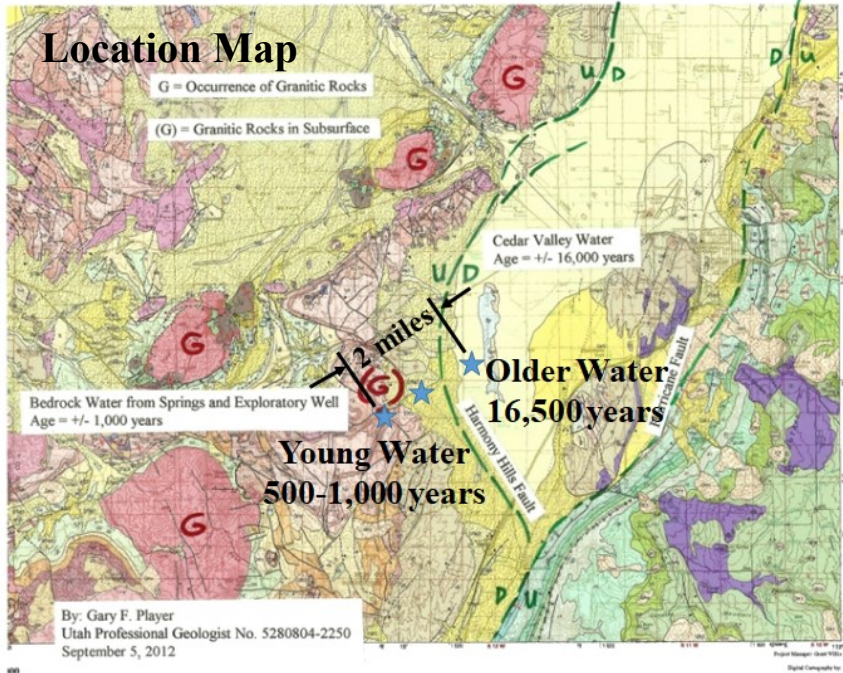 Location Map
G = Occurrence of Granitic Rocks
(G) = Granitic Rocks in Subsurface
G
U D
D U
G
Cedar Valley Water
Age = +/- 16,000 years
U D
G
2 miles
(G)
Older Water
16,500 years
Bedrock Water from Springs and Exploratory Well
Age = +/- 1,000 years
Hurricane Fault
Harmony Hills Fault
Young Water
500-1,000 years
G
D U
By: Gary F. Player
Utah Professional Geologist No. 5280804-2250
September 5, 2012